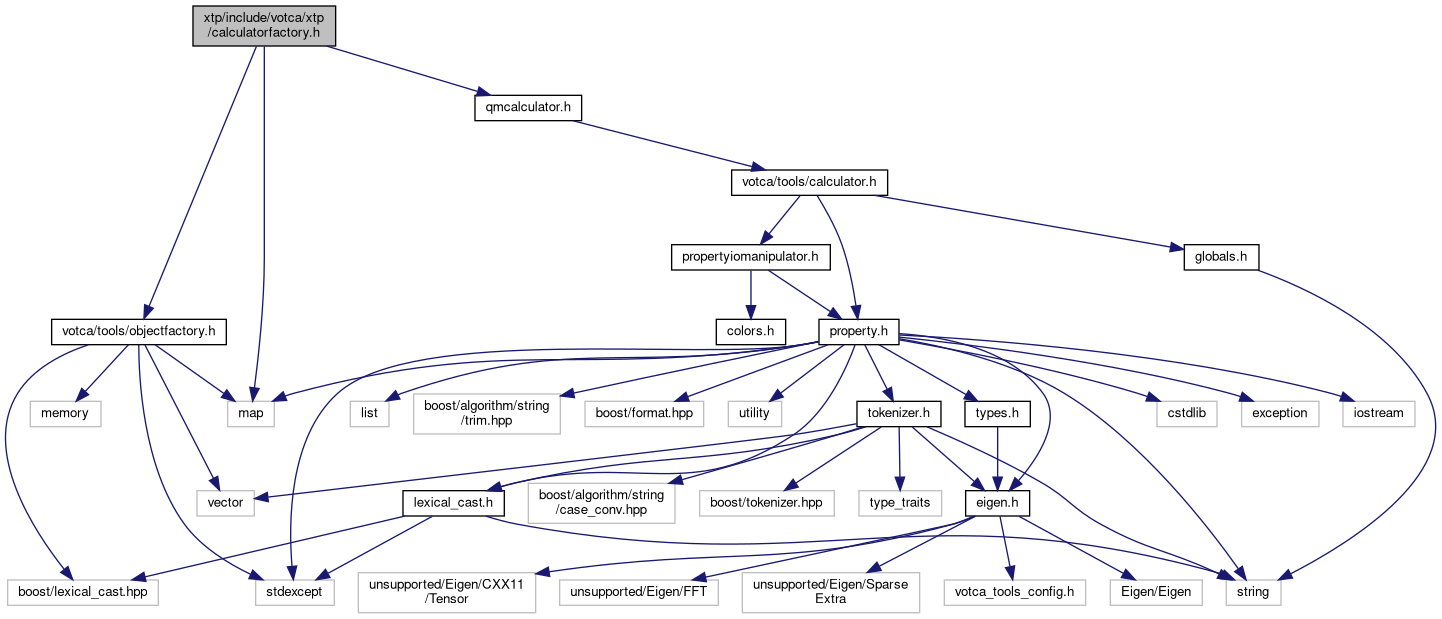 xtp/include/votca/xtp
/calculatorfactory.h
qmcalculator.h
votca/tools/calculator.h
propertyiomanipulator.h
globals.h
votca/tools/objectfactory.h
colors.h
property.h
memory
map
list
boost/algorithm/string
/trim.hpp
boost/format.hpp
utility
tokenizer.h
types.h
cstdlib
exception
iostream
vector
lexical_cast.h
boost/algorithm/string
/case_conv.hpp
boost/tokenizer.hpp
type_traits
eigen.h
boost/lexical_cast.hpp
stdexcept
unsupported/Eigen/CXX11
/Tensor
unsupported/Eigen/FFT
unsupported/Eigen/Sparse
Extra
votca_tools_config.h
Eigen/Eigen
string